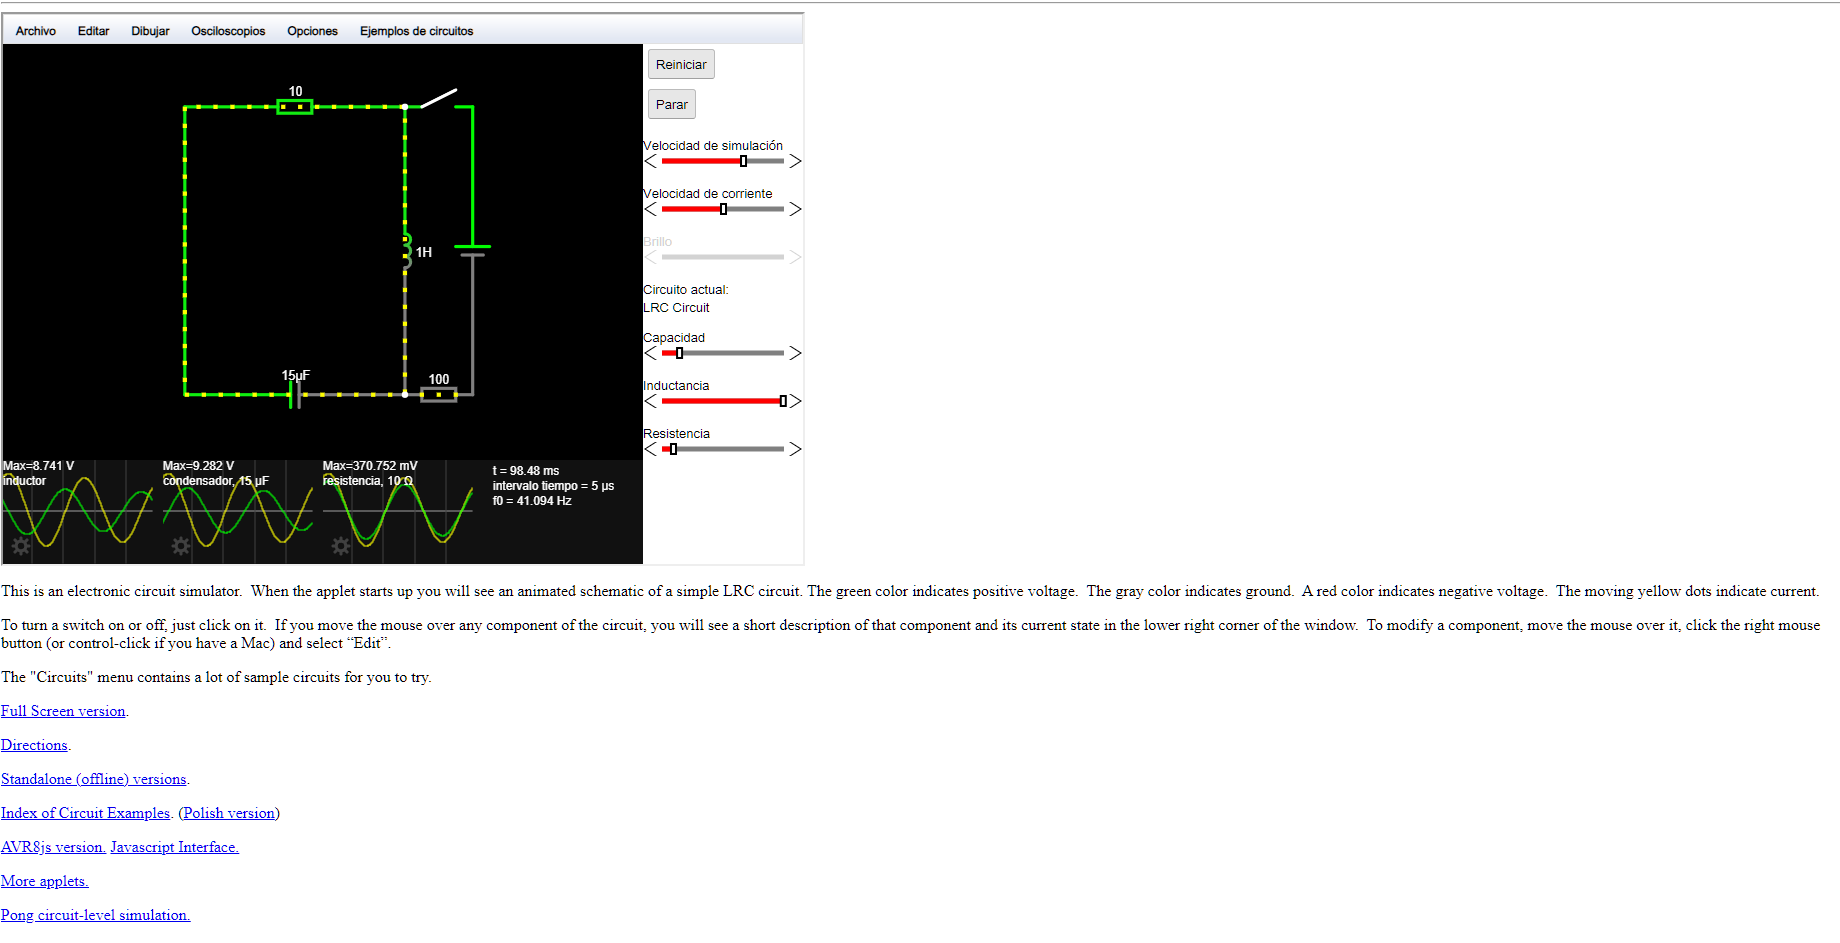 Archivo Editar Dibujar Osciloscopios Opciones Ejemplos de circuitos
Reiniciar
Parar
Velocidad de simulación
Velocidad de corriente
Brillo
Circuito actual:
LRC Circuit
Capacidad
Inductancia
Resistencia
10
1H
15µF
100
Max=8.741 V
inductor
Max=9.282 V
condensador, 15 µF
Max=370.752 mV
resistencia, 10 Ω
t = 98.48 ms
intervalo tiempo = 5 µs
f0 = 41.094 Hz
This is an electronic circuit simulator.  When the applet starts up you will see an animated schematic of a simple LRC circuit. The green color indicates positive voltage.  The gray color indicates ground.  A red color indicates negative voltage.  The moving yellow dots indicate current.
To turn a switch on or off, just click on it.  If you move the mouse over any component of the circuit, you will see a short description of that component and its current state in the lower right corner of the window.  To modify a component, move the mouse over it, click the right mouse
button (or control-click if you have a Mac) and select “Edit”.
The "Circuits" menu contains a lot of sample circuits for you to try.
Full Screen version.
Directions.
Standalone (offline) versions.
Index of Circuit Examples. (Polish version)
AVR8js version. Javascript Interface.
More applets.
Pong circuit-level simulation.